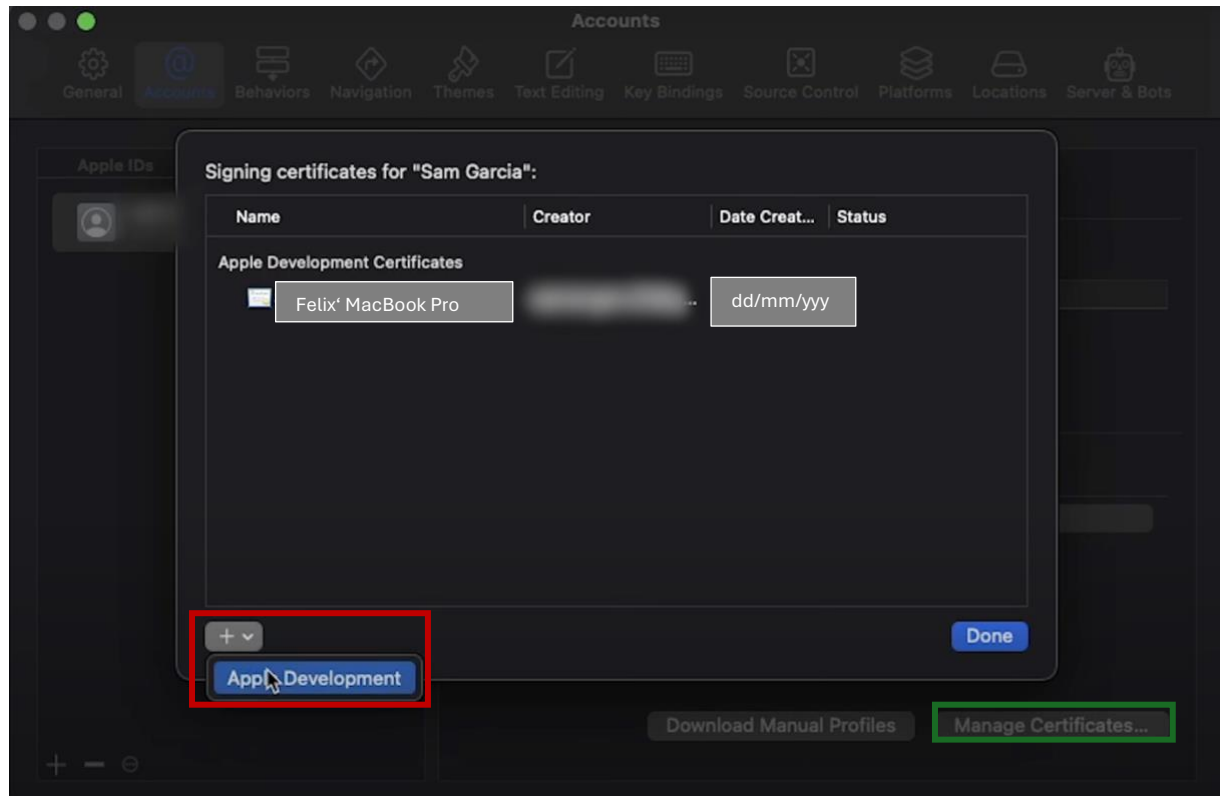 Accounts
General Accounts Behaviors Navigation Themes Text Editing Key Bindings Source Control Platforms Locations Server & Bots
Apple IDs
Signing certificates for "Sam Garcia":
Name Creator Date Creat... Status
Apple Development Certificates
Felix‘ MacBook Pro ... dd/mm/yyy
Done
Apple Development
Download Manual Profiles Manage Certificates...